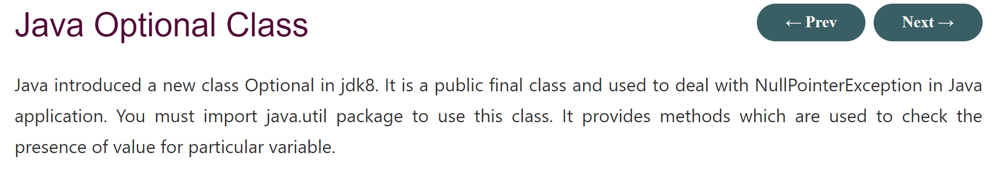 Java Optional Class
← Prev
Next →
Java introduced a new class Optional in jdk8. It is a public final class and used to deal with NullPointerException in Java
application. You must import java.util package to use this class. It provides methods which are used to check the
presence of value for particular variable.